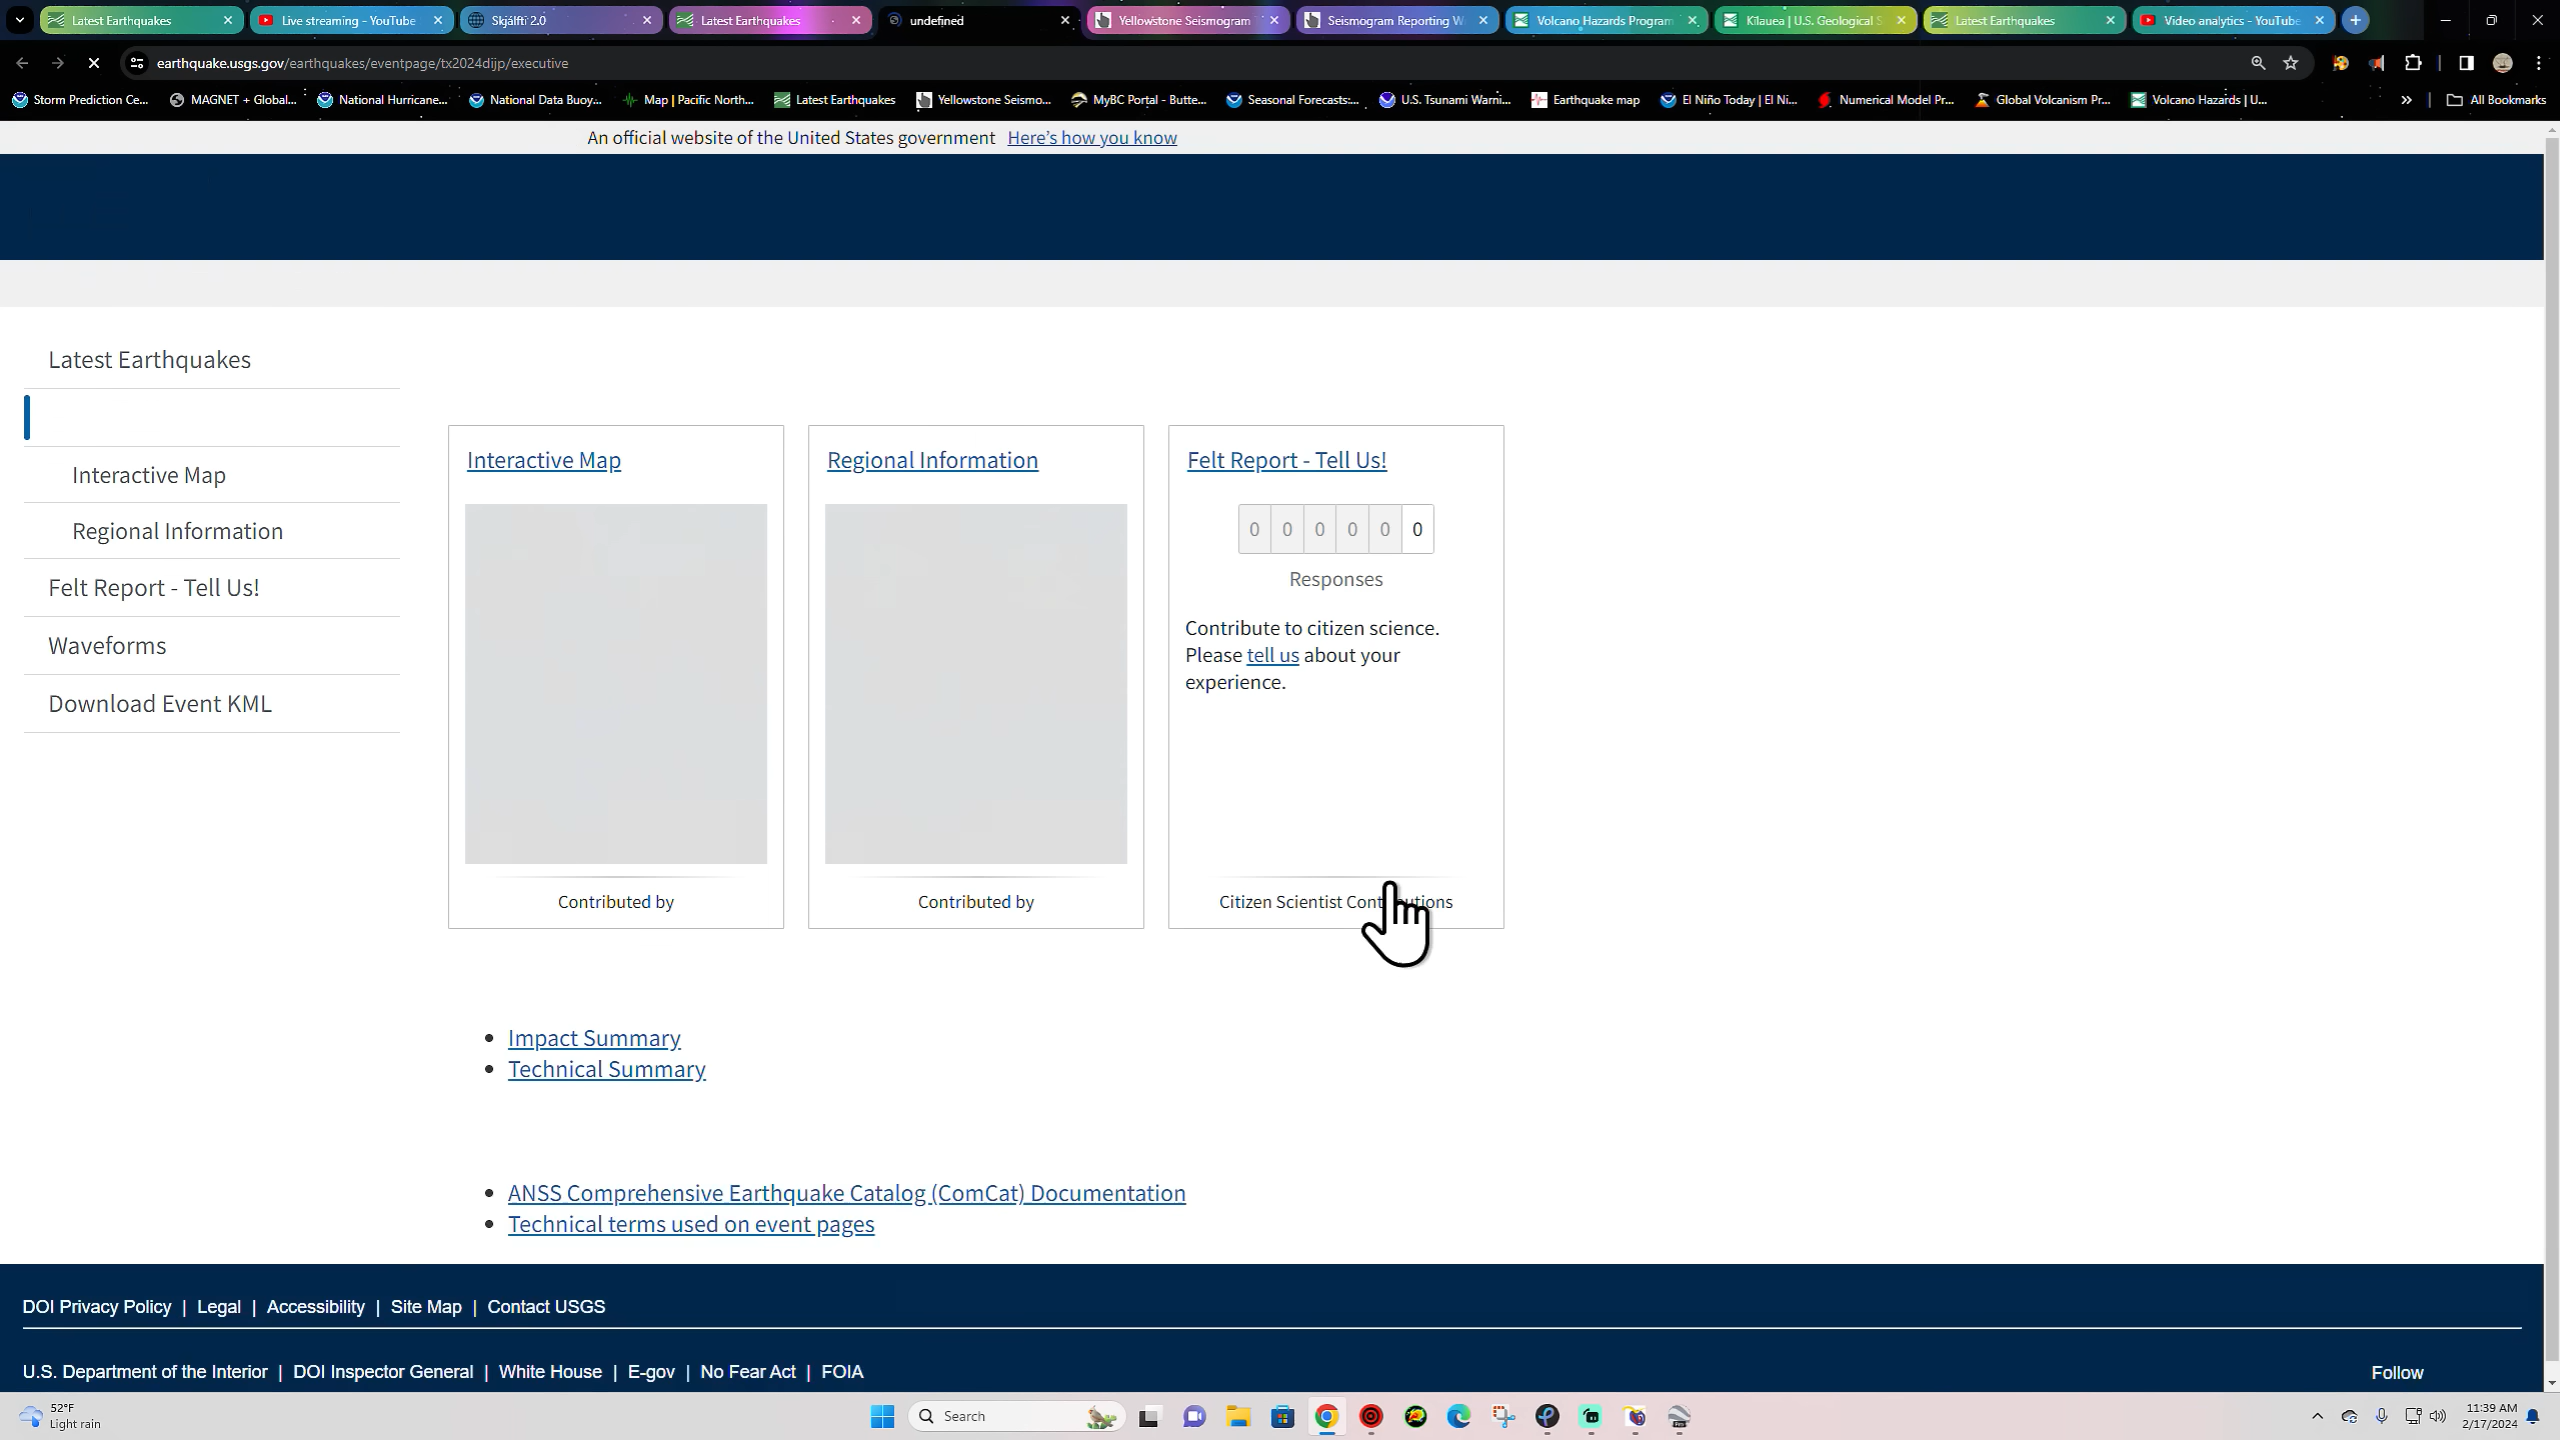 Latest Earthquakes
Live streaming - YouTube
Skjálfti 2.0
Latest Earthquakes
undefined
Yellowstone Seismogram
Seismogram Reporting W
Volcano Hazards Program
Kīlauea | U.S. Geological S
Latest Earthquakes
Video analytics - YouTube
earthquake.usgs.gov/earthquakes/eventpage/tx2024dijp/executive
Storm Prediction Ce...
MAGNET + Global...
National Hurricane...
National Data Buoy...
Map | Pacific North...
Latest Earthquakes
Yellowstone Seismo...
MyBC Portal - Butte...
Seasonal Forecasts:...
U.S. Tsunami Warni...
Earthquake map
El Niño Today | El Ni...
Numerical Model Pr...
Global Volcanism Pr...
Volcano Hazards | U...
»
All Bookmarks
An official website of the United States government Here's how you know
Latest Earthquakes
Interactive Map
Regional Information
Felt Report - Tell Us!
Waveforms
Download Event KML
Interactive Map
Contributed by
Regional Information
Contributed by
Felt Report - Tell Us!
0 0 0 0 0 0
Responses
Contribute to citizen science.
Please tell us about your
experience.
Citizen Scientist
Impact Summary
Technical Summary
ANSS Comprehensive Earthquake Catalog (ComCat) Documentation
Technical terms used on event pages
DOI Privacy Policy | Legal | Accessibility | Site Map | Contact USGS
U.S. Department of the Interior | DOI Inspector General | White House | E-gov | No Fear Act | FOIA
Follow
52°F
Light rain
Search
11:39 AM
2/17/2024